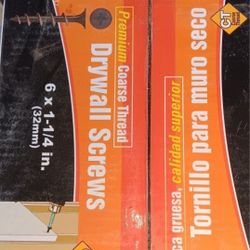 Premium Coarse Thread
Drywall Screws
6 x 1-1/4 in.
(32mm)
ca gruesa, calidad superior
Tornillo para muro seco